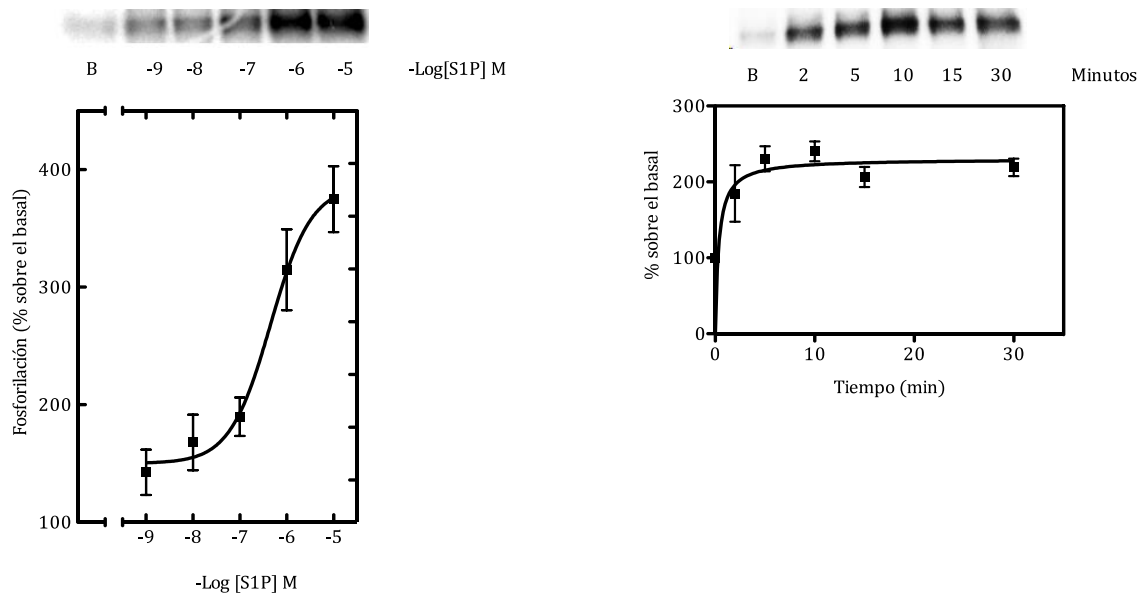 B -9 -8 -7 -6 -5 -Log[S1P] M
400
300
200
100
Fosforilación (% sobre el basal)
-9 -8 -7 -6 -5
-Log [S1P] M
B 2 5 10 15 30 Minutos
300
200
100
0
% sobre el basal
0 10 20 30
Tiempo (min)